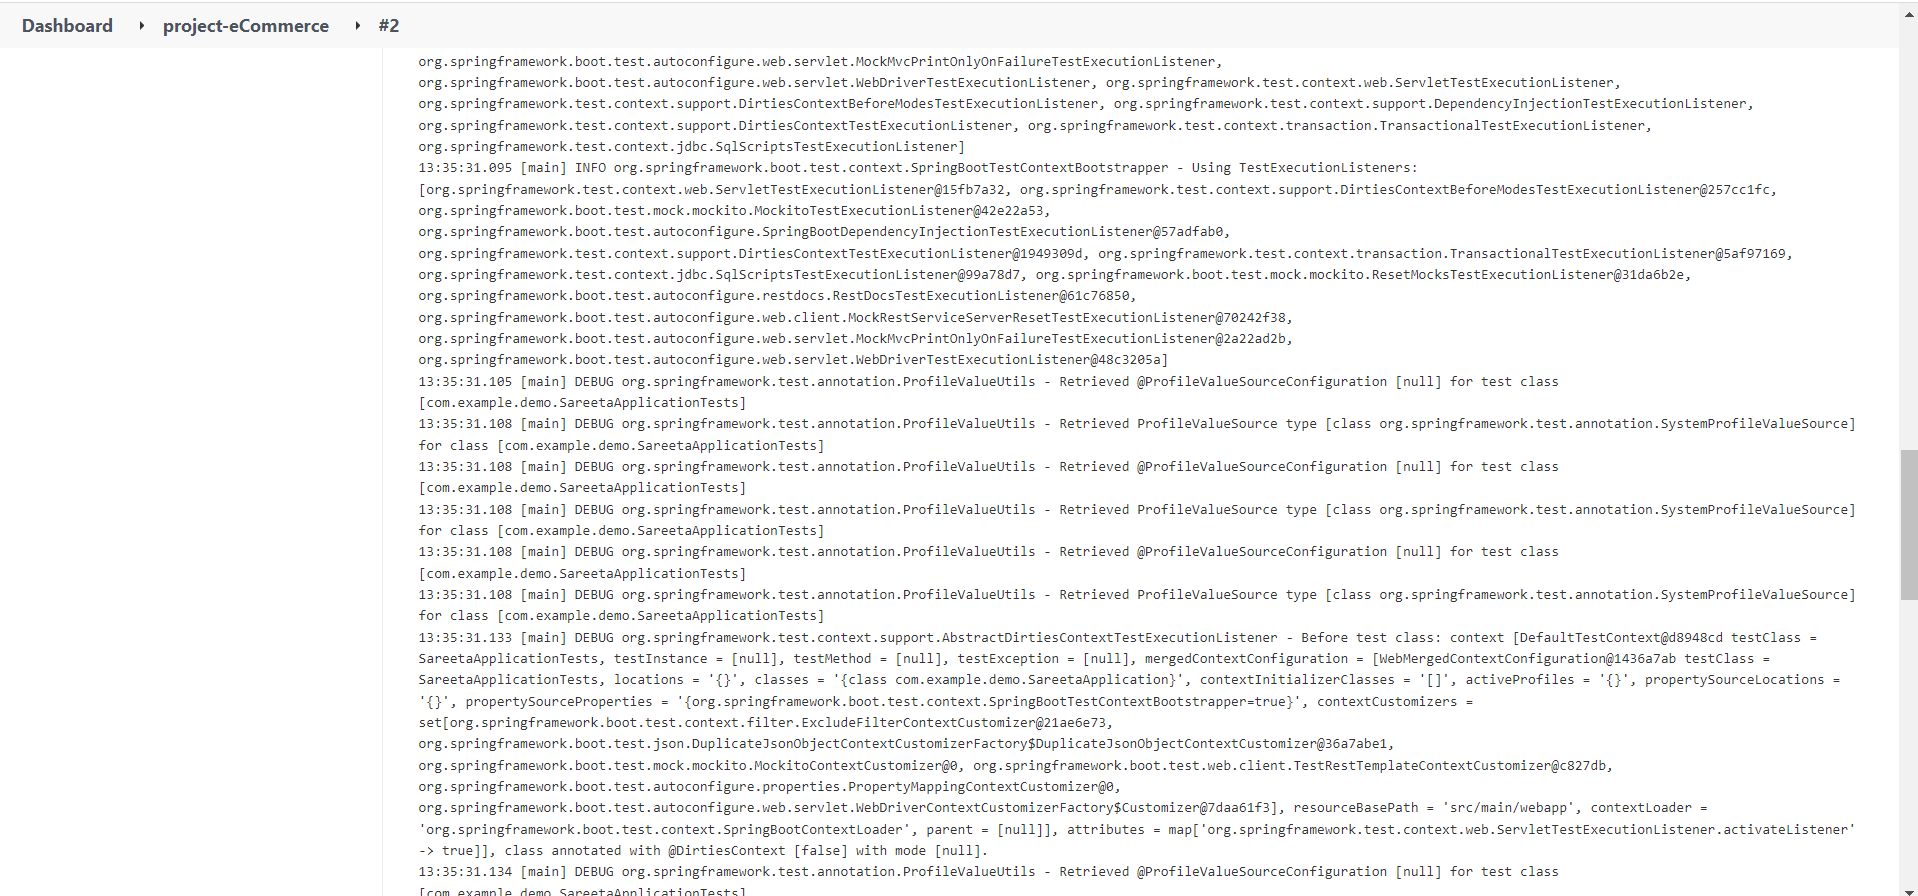 Dashboard ▸ project-eCommerce ▸ #2
org.springframework.boot.test.autoconfigure.web.servlet.MockMvcPrintOnlyOnFailureTestExecutionListener,
org.springframework.boot.test.autoconfigure.web.servlet.WebDriverTestExecutionListener, org.springframework.test.context.web.ServletTestExecutionListener,
org.springframework.test.context.support.DirtiesContextBeforeModesTestExecutionListener, org.springframework.test.context.support.DependencyInjectionTestExecutionListener,
org.springframework.test.context.support.DirtiesContextTestExecutionListener, org.springframework.test.context.transaction.TransactionalTestExecutionListener,
org.springframework.test.context.jdbc.SqlScriptsTestExecutionListener]
13:35:31.095 [main] INFO org.springframework.boot.test.context.SpringBootTestContextBootstrapper - Using TestExecutionListeners:
[org.springframework.test.context.web.ServletTestExecutionListener@15fb7a32, org.springframework.test.context.support.DirtiesContextBeforeModesTestExecutionListener@257cc1fc,
org.springframework.boot.test.mock.mockito.MockitoTestExecutionListener@42e22a53,
org.springframework.boot.test.autoconfigure.SpringBootDependencyInjectionTestExecutionListener@57adfab0,
org.springframework.test.context.support.DirtiesContextTestExecutionListener@1949309d, org.springframework.test.context.transaction.TransactionalTestExecutionListener@5af97169,
org.springframework.test.context.jdbc.SqlScriptsTestExecutionListener@99a78d7, org.springframework.boot.test.mock.mockito.ResetMocksTestExecutionListener@31da6b2e,
org.springframework.boot.test.autoconfigure.restdocs.RestDocsTestExecutionListener@61c76850,
org.springframework.boot.test.autoconfigure.web.client.MockRestServiceServerResetTestExecutionListener@70242f38,
org.springframework.boot.test.autoconfigure.web.servlet.MockMvcPrintOnlyOnFailureTestExecutionListener@2a22ad2b,
org.springframework.boot.test.autoconfigure.web.servlet.WebDriverTestExecutionListener@48c3205a]
13:35:31.105 [main] DEBUG org.springframework.test.annotation.ProfileValueUtils - Retrieved @ProfileValueSourceConfiguration [null] for test class
[com.example.demo.SareetaApplicationTests]
13:35:31.108 [main] DEBUG org.springframework.test.annotation.ProfileValueUtils - Retrieved ProfileValueSource type [class org.springframework.test.annotation.SystemProfileValueSource]
for class [com.example.demo.SareetaApplicationTests]
13:35:31.108 [main] DEBUG org.springframework.test.annotation.ProfileValueUtils - Retrieved @ProfileValueSourceConfiguration [null] for test class
[com.example.demo.SareetaApplicationTests]
13:35:31.108 [main] DEBUG org.springframework.test.annotation.ProfileValueUtils - Retrieved ProfileValueSource type [class org.springframework.test.annotation.SystemProfileValueSource]
for class [com.example.demo.SareetaApplicationTests]
13:35:31.108 [main] DEBUG org.springframework.test.annotation.ProfileValueUtils - Retrieved @ProfileValueSourceConfiguration [null] for test class
[com.example.demo.SareetaApplicationTests]
13:35:31.108 [main] DEBUG org.springframework.test.annotation.ProfileValueUtils - Retrieved ProfileValueSource type [class org.springframework.test.annotation.SystemProfileValueSource]
for class [com.example.demo.SareetaApplicationTests]
13:35:31.133 [main] DEBUG org.springframework.test.context.support.AbstractDirtiesContextTestExecutionListener - Before test class: context [DefaultTestContext@d8948cd testClass =
SareetaApplicationTests, testInstance = [null], testMethod = [null], testException = [null], mergedContextConfiguration = [WebMergedContextConfiguration@1436a7ab testClass =
SareetaApplicationTests, locations = '{}', classes = '{class com.example.demo.SareetaApplication}', contextInitializerClasses = '[]', activeProfiles = '{}', propertySourceLocations =
'{}', propertySourceProperties = '{org.springframework.boot.test.context.SpringBootTestContextBootstrapper=true}', contextCustomizers =
set[org.springframework.boot.test.context.filter.ExcludeFilterContextCustomizer@21ae6e73,
org.springframework.boot.test.json.DuplicateJsonObjectContextCustomizerFactory$DuplicateJsonObjectContextCustomizer@36a7abe1,
org.springframework.boot.test.mock.mockito.MockitoContextCustomizer@0, org.springframework.boot.test.web.client.TestRestTemplateContextCustomizer@c827db,
org.springframework.boot.test.autoconfigure.properties.PropertyMappingContextCustomizer@0,
org.springframework.boot.test.autoconfigure.web.servlet.WebDriverContextCustomizerFactory$Customizer@7daa61f3], resourceBasePath = 'src/main/webapp', contextLoader =
'org.springframework.boot.test.context.SpringBootContextLoader', parent = [null]], attributes = map['org.springframework.test.context.web.ServletTestExecutionListener.activateListener'
-> true]], class annotated with @DirtiesContext [false] with mode [null].
13:35:31.134 [main] DEBUG org.springframework.test.annotation.ProfileValueUtils - Retrieved @ProfileValueSourceConfiguration [null] for test class
[com.example.demo.SareetaApplicationTests]